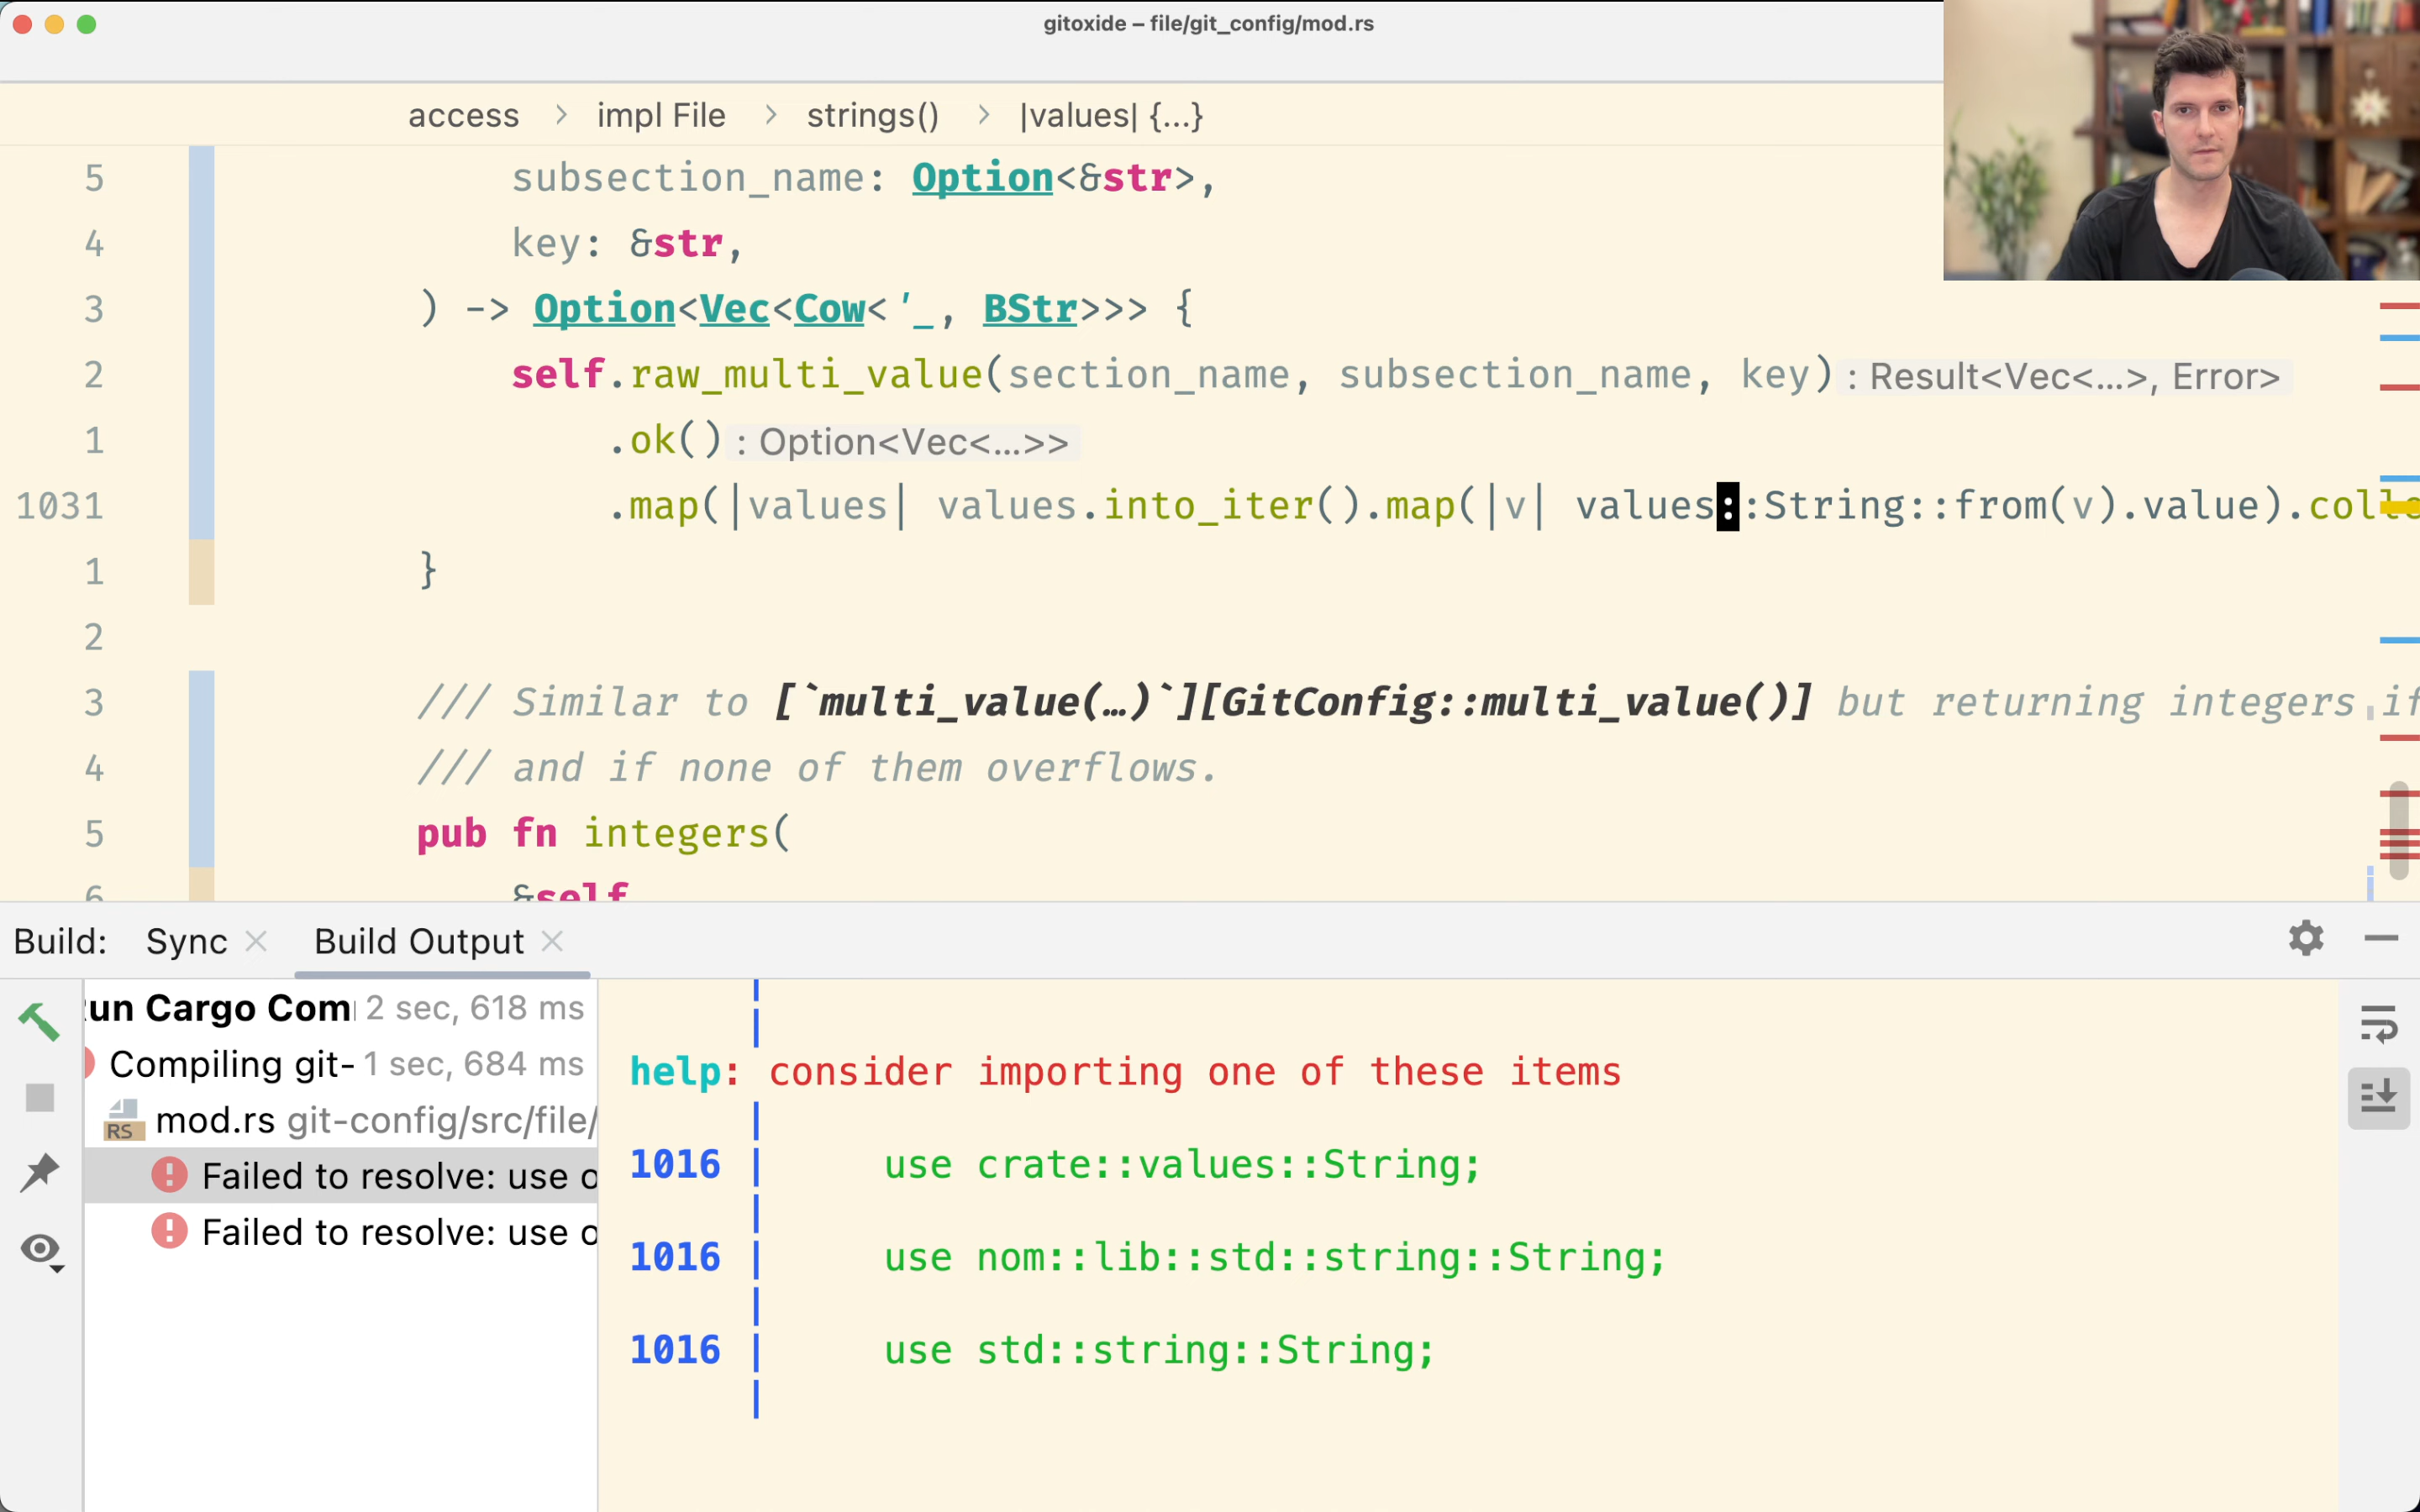 gitoxide – file/git_config/mod.rs
access > impl File > strings() > |values| {...}
5 subsection_name: Option<&str>,
4 key: &str,
3 ) -> Option<Vec<Cow<'_, BStr>>> {
2 self.raw_multi_value(section_name, subsection_name, key) : Result<Vec<...>, Error>
1 .ok() : Option<Vec<...>>
1031 .map(|values| values.into_iter().map(|v| values::String::from(v).value).colle
1 }
2
3 /// Similar to [`multi_value(…)`][GitConfig::multi_value()] but returning integers if
4 /// and if none of them overflows.
5 pub fn integers(
6 &self
Build: Sync × Build Output ×
un Cargo Com 2 sec, 618 ms
Compiling git- 1 sec, 684 ms
RS mod.rs git-config/src/file/
Failed to resolve: use o
Failed to resolve: use o
help: consider importing one of these items
1016 | use crate::values::String;
1016 | use nom::lib::std::string::String;
1016 | use std::string::String;